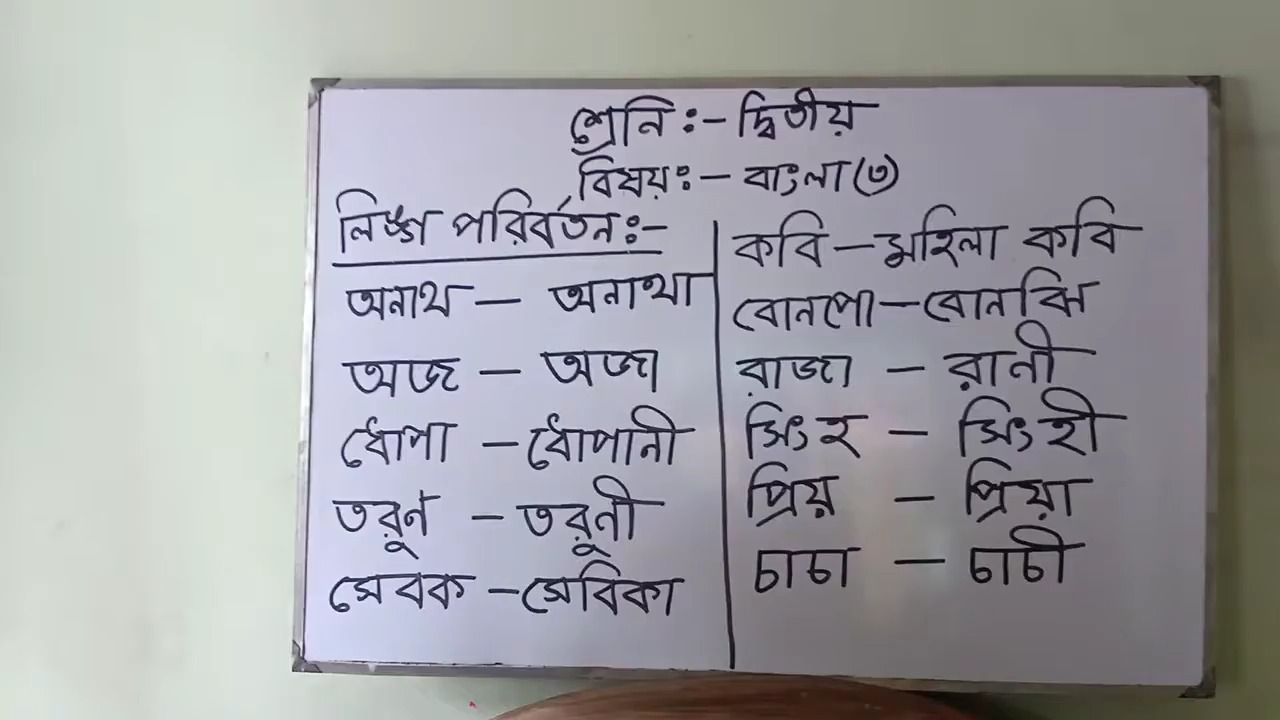 শ্রেনি :- দ্বিতীয়
বিষয়:- বাংলা (৩)
লিঙ্গ পরিবর্তন:-
অনাথ — অনাথা
অজ — অজা
ধোপা — ধোপানী
তরুণ — তরুণী
সেবক — সেবিকা
কবি — মহিলা কবি
বোনপো — বোনঝি
রাজা — রানী
সিংহ — সিংহী
প্রিয় — প্রিয়া
চাচা — চাচী